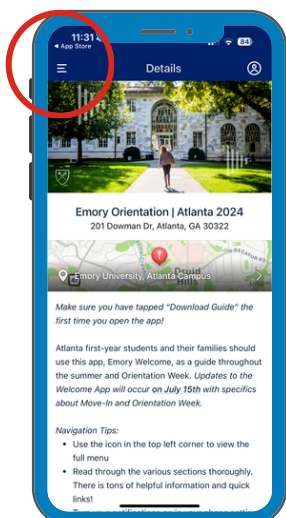 11:31
App Store
84
Details
Emory Orientation | Atlanta 2024
201 Dowman Dr, Atlanta, GA 30322
Emory University, Atlanta Campus
Make sure you have tapped "Download Guide" the
first time you open the app!
Atlanta first-year students and their families should
use this app, Emory Welcome, as a guide throughout
the summer and Orientation Week. Updates to the
Welcome App will occur on July 15th with specifics
about Move-In and Orientation Week.
Navigation Tips:
• Use the icon in the top left corner to view the
full menu
• Read through the various sections thoroughly.
There is tons of helpful information and quick
links!